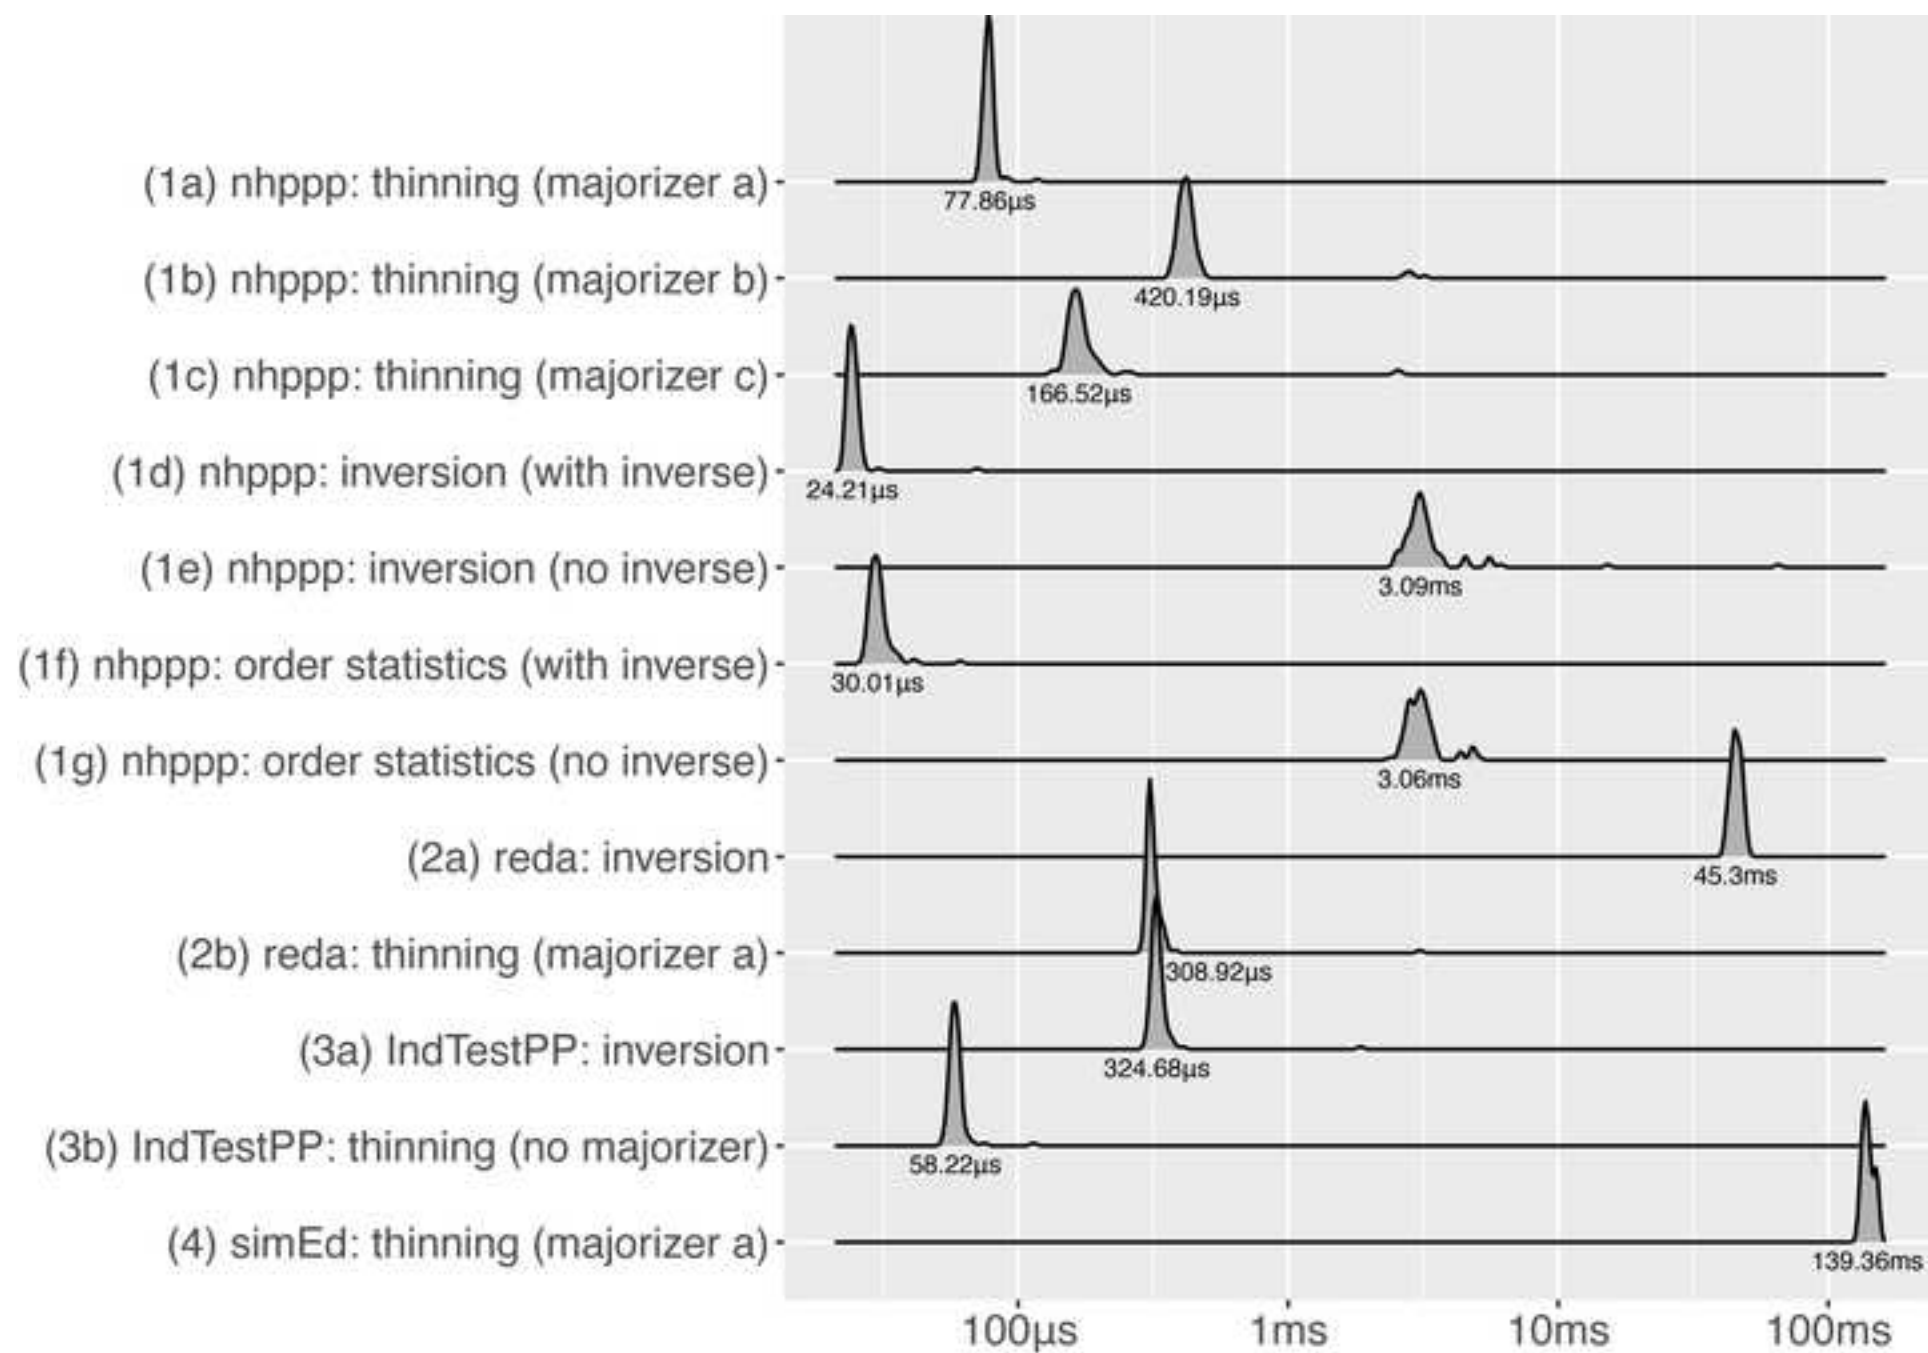 (1a) nhppp: thinning (majorizer a)
77.86µs
(1b) nhppp: thinning (majorizer b)
420.19µs
(1c) nhppp: thinning (majorizer c)
166.52µs
(1d) nhppp: inversion (with inverse)
24.21µs
(1e) nhppp: inversion (no inverse)
3.09ms
(1f) nhppp: order statistics (with inverse)
30.01µs
(1g) nhppp: order statistics (no inverse)
3.06ms
(2a) reda: inversion
45.3ms
(2b) reda: thinning (majorizer a)
308.92µs
(3a) IndTestPP: inversion
324.68µs
(3b) IndTestPP: thinning (no majorizer)
58.22µs
(4) simEd: thinning (majorizer a)
139.36ms
100µs 1ms 10ms 100ms